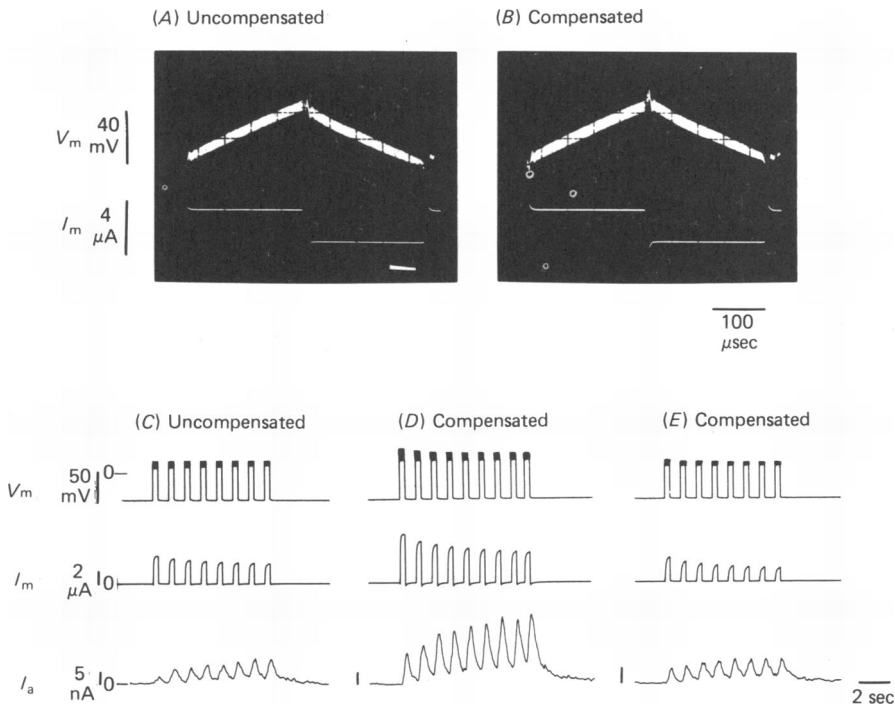 (A) Uncompensated
(B) Compensated
Vm 40 mV
Im 4 μA
100 μsec
(C) Uncompensated
(D) Compensated
(E) Compensated
Vm 50 mV 0
Im 2 μA 0
Ia 5 nA 0
2 sec